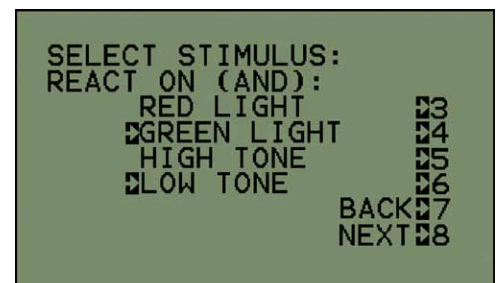 SELECT STIMULUS:
REACT ON (AND):
RED LIGHT 3
GREEN LIGHT 4
HIGH TONE 5
LOW TONE 6
BACK 7
NEXT 8